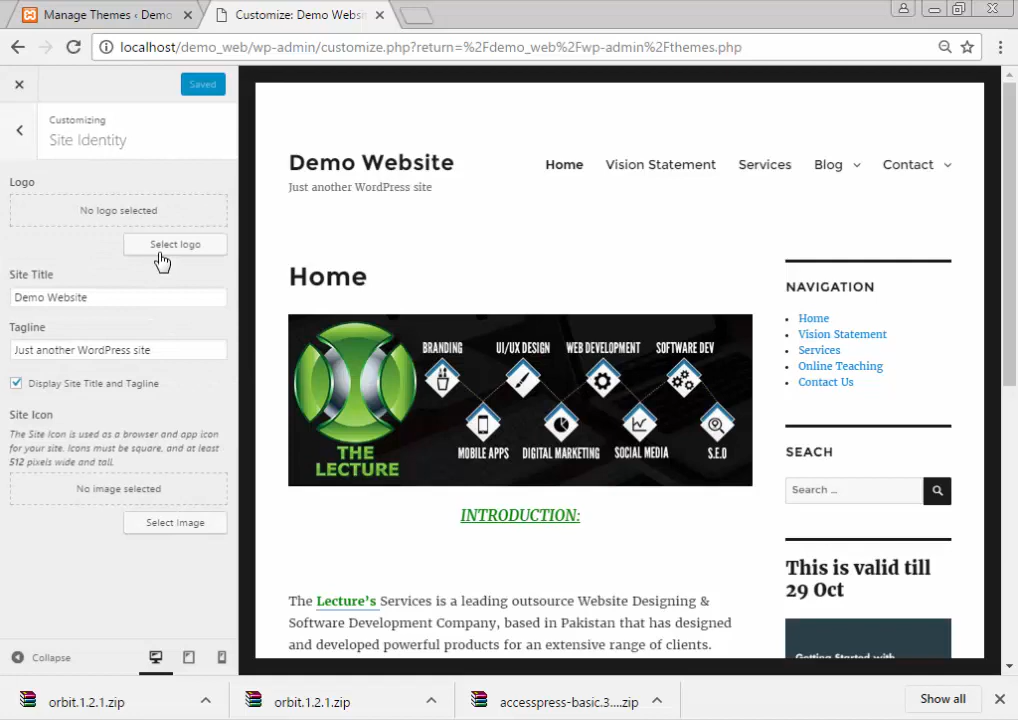 Manage Themes ‹ Demo
Customize: Demo Websi
localhost/demo_web/wp-admin/customize.php?return=%2Fdemo_web%2Fwp-admin%2Fthemes.php
Saved
Customizing
Site Identity
Logo
No logo selected
Select logo
Site Title
Demo Website
Tagline
Just another WordPress site
Display Site Title and Tagline
Site Icon
The Site Icon is used as a browser and app icon
for your site. Icons must be square, and at least
512 pixels wide and tall.
No image selected
Select Image
Collapse
Demo Website
Just another WordPress site
Home Vision Statement Services Blog Contact
Home
BRANDING UI/UX DESIGN WEB DEVELOPMENT SOFTWARE DEV
MOBILE APPS DIGITAL MARKETING SOCIAL MEDIA S.E.O
THE
LECTURE
INTRODUCTION:
The Lecture's Services is a leading outsource Website Designing &
Software Development Company, based in Pakistan that has designed
and developed powerful products for an extensive range of clients.
NAVIGATION
Home
Vision Statement
Services
Online Teaching
Contact Us
SEACH
Search ...
This is valid till
29 Oct
Getting Started with
orbit.1.2.1.zip
orbit.1.2.1.zip
accesspress-basic.3....zip
Show all